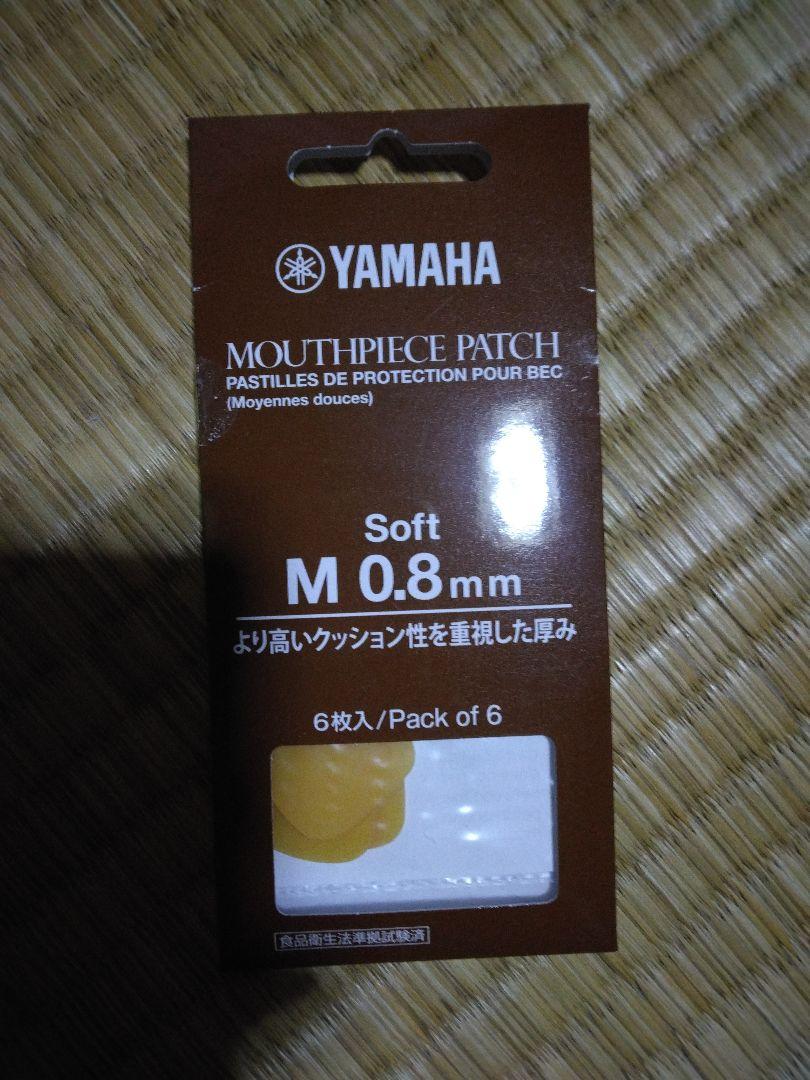 YAMAHA
MOUTHPIECE PATCH
PASTILLES DE PROTECTION POUR BEC
(Moyennes douces)
Soft
M 0.8mm
より高いクッション性を重視した厚み
6枚入/Pack of 6
食品衛生法準拠試験済